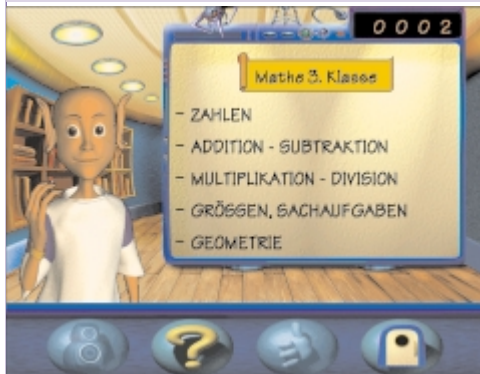 0002
Mathe 3. Klasse
- ZAHLEN
- ADDITION - SUBTRAKTION
- MULTIPLIKATION - DIVISION
- GRÖSSEN, SACHAUFGABEN
- GEOMETRIE
?